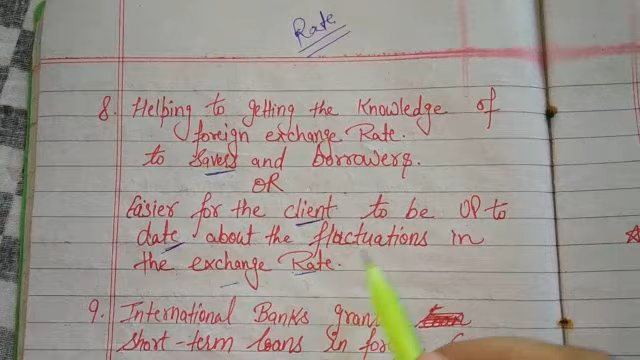 Rate
8. Helping to getting the Knowledge of
foreign exchange Rate.
to savers and borrowers.
OR
Easier for the client to be UP to
date about the fluctuations in
the exchange Rate.
9. International Banks grant
short-term loans in